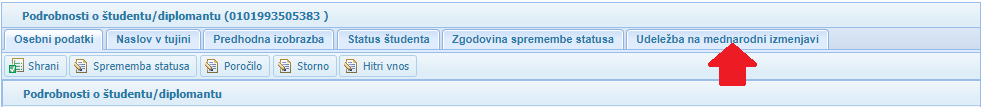 Podrobnosti o študentu/diplomantu (0101993505383 )
Osebni podatki Naslov v tujini Predhodna izobrazba Status študenta Zgodovina spremembe statusa Udeležba na mednarodni izmenjavi
Shrani Sprememba statusa Poročilo Storno Hitri vnos
Podrobnosti o študentu/diplomantu